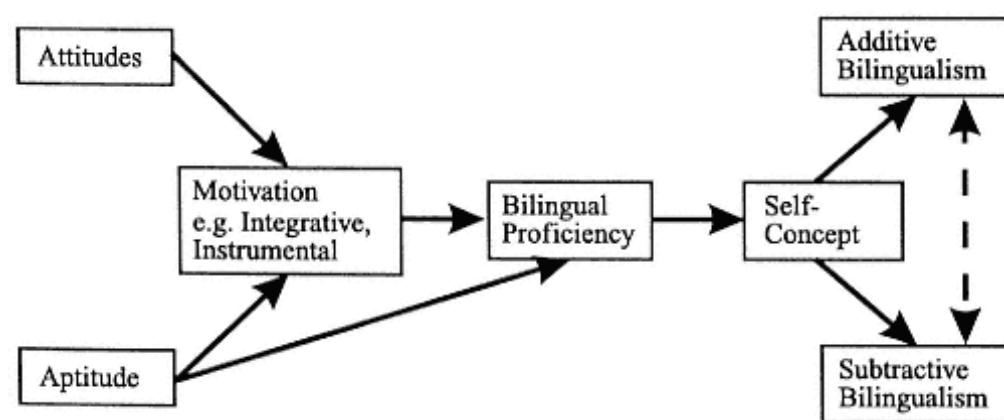 Attitudes
Aptitude
Motivation
e.g. Integrative,
Instrumental
Bilingual
Proficiency
Self-
Concept
Additive
Bilingualism
Subtractive
Bilingualism